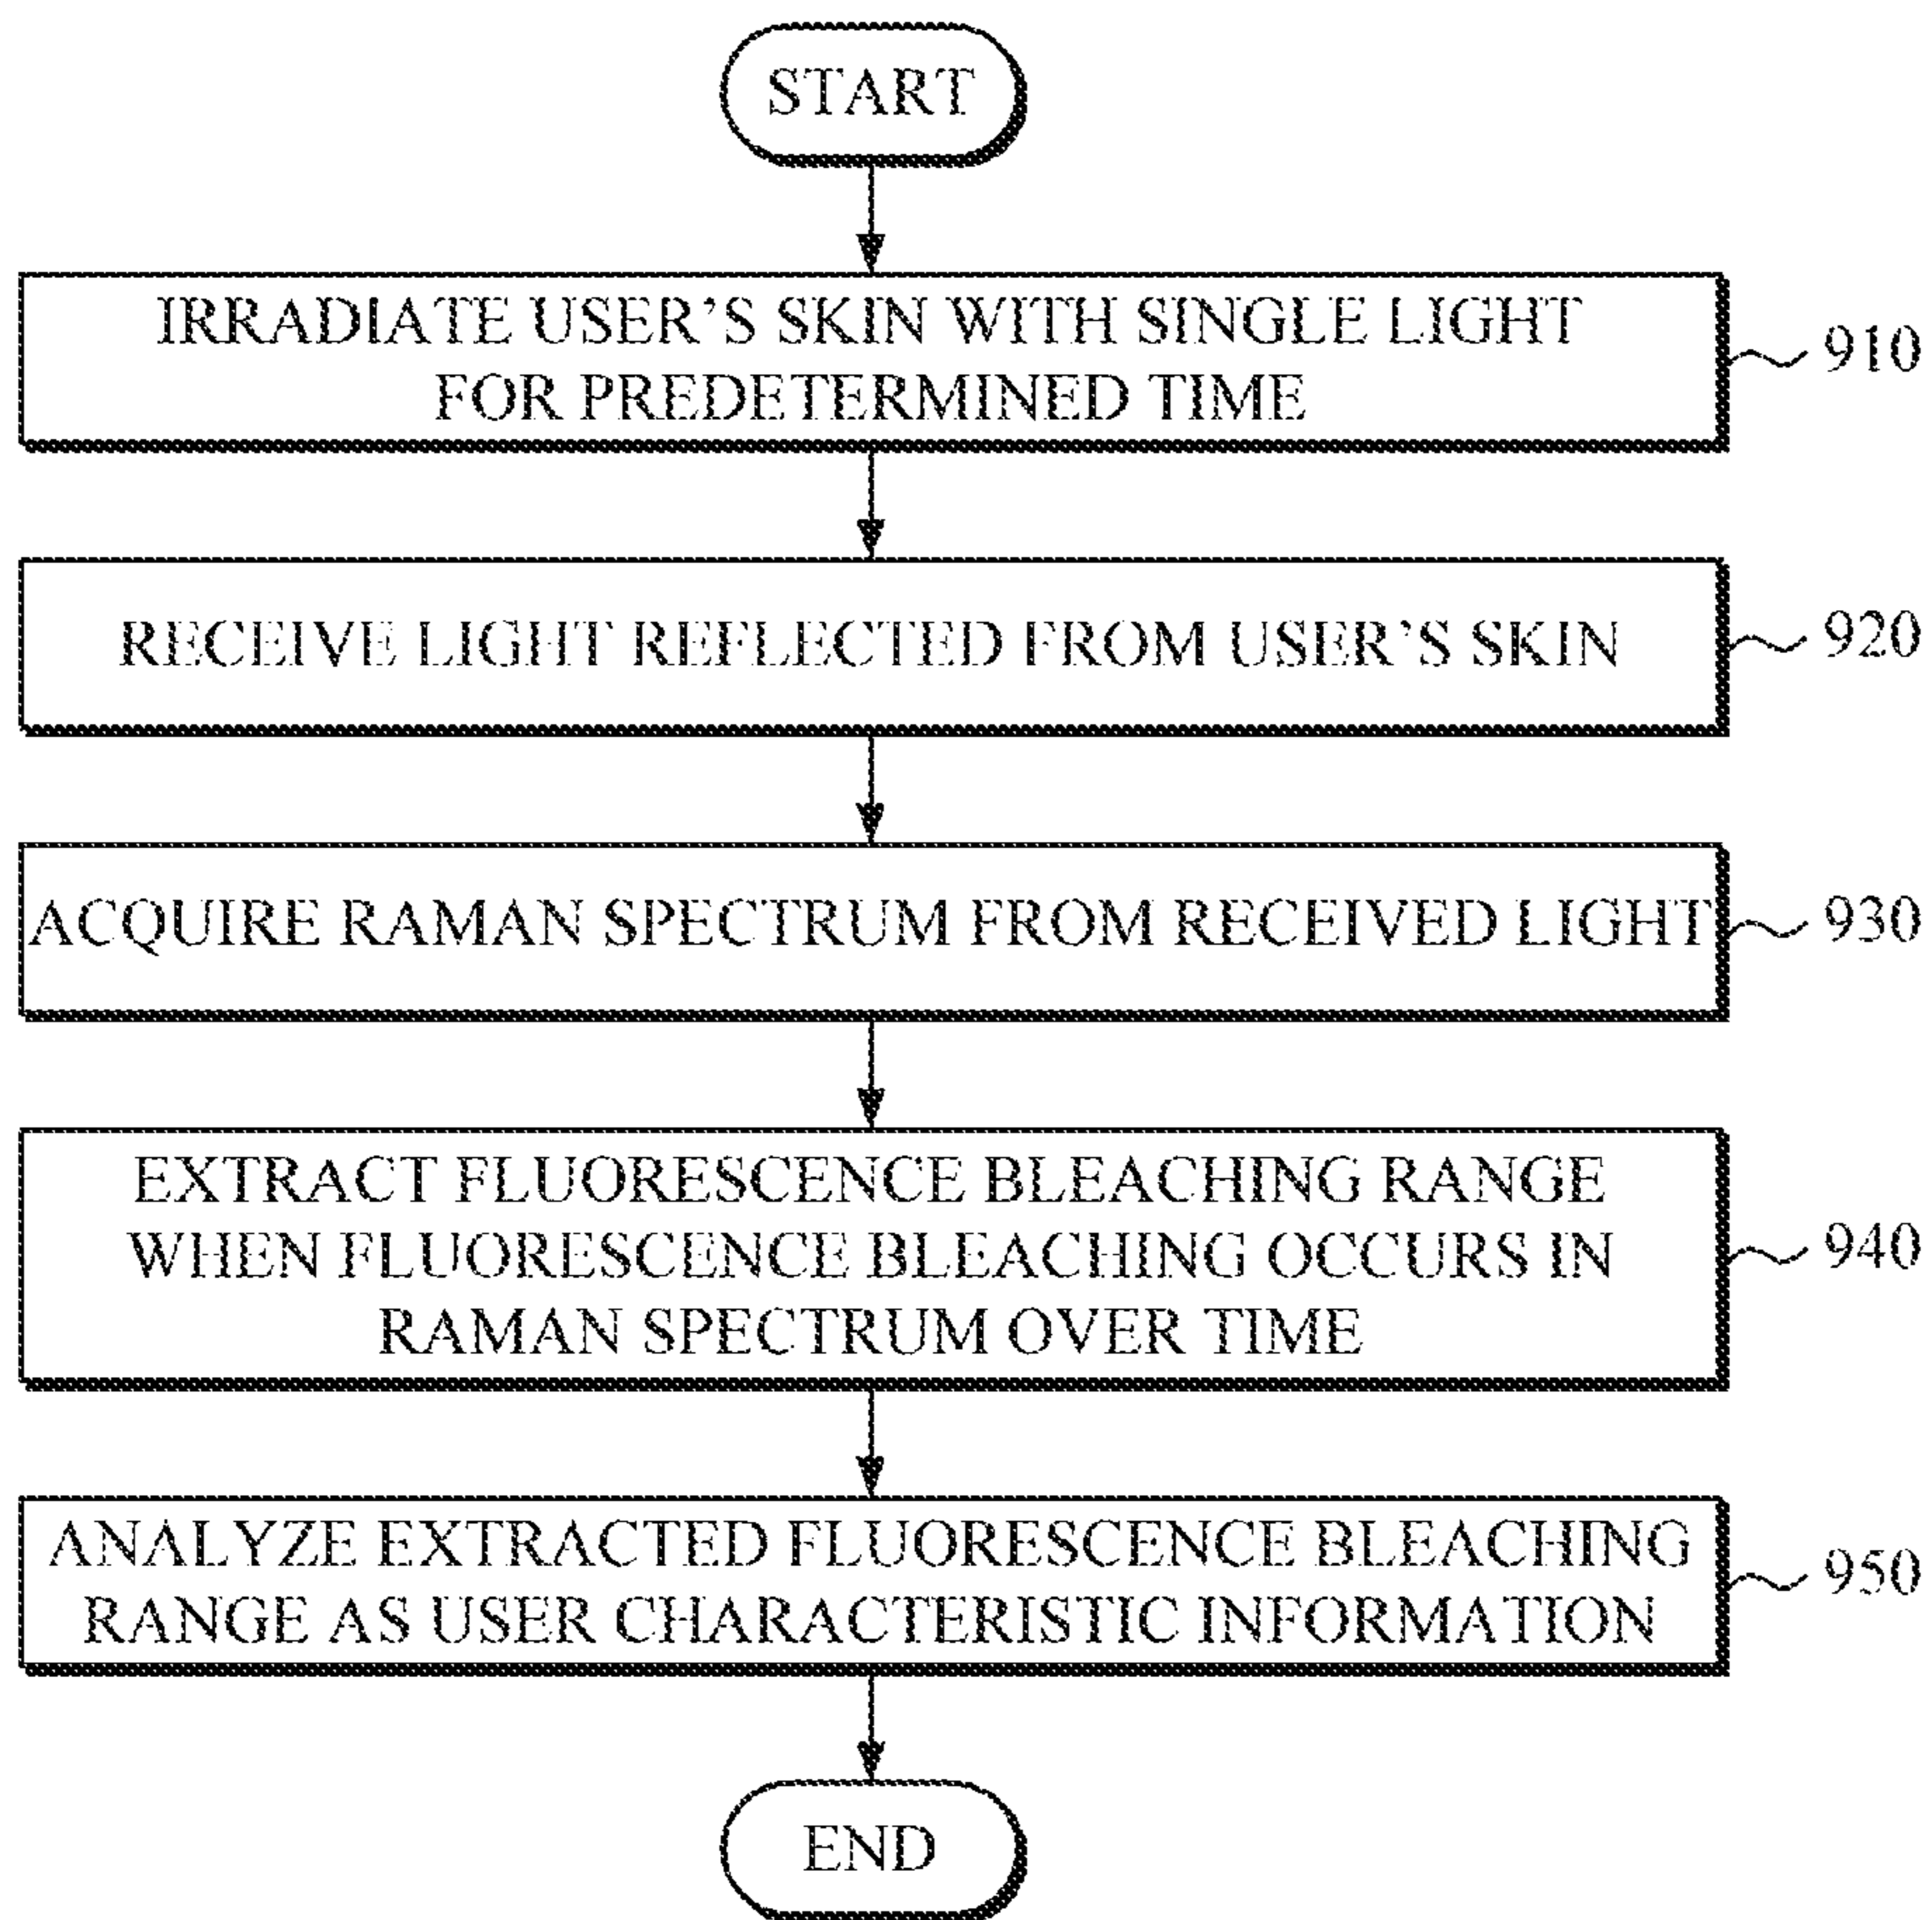 START
IRRADIATE USER'S SKIN WITH SINGLE LIGHT
FOR PREDETERMINED TIME
910
RECEIVE LIGHT REFLECTED FROM USER'S SKIN
920
ACQUIRE RAMAN SPECTRUM FROM RECEIVED LIGHT
930
EXTRACT FLUORESCENCE BLEACHING RANGE
WHEN FLUORESCENCE BLEACHING OCCURS IN
RAMAN SPECTRUM OVER TIME
940
ANALYZE EXTRACTED FLUORESCENCE BLEACHING
RANGE AS USER CHARACTERISTIC INFORMATION
950
END